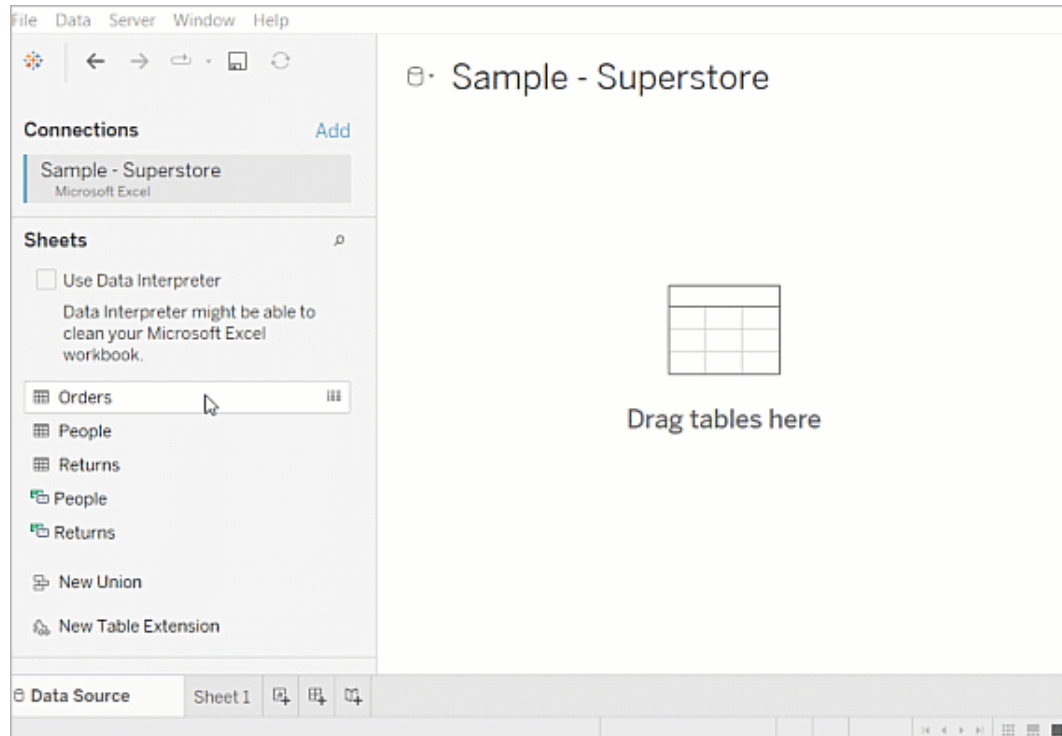 File Data Server Window Help
Sample - Superstore
Connections Add
Sample - Superstore
Microsoft Excel
Sheets
Use Data Interpreter
Data Interpreter might be able to
clean your Microsoft Excel
workbook.
Orders
People
Returns
People
Returns
New Union
New Table Extension
Drag tables here
Data Source Sheet 1